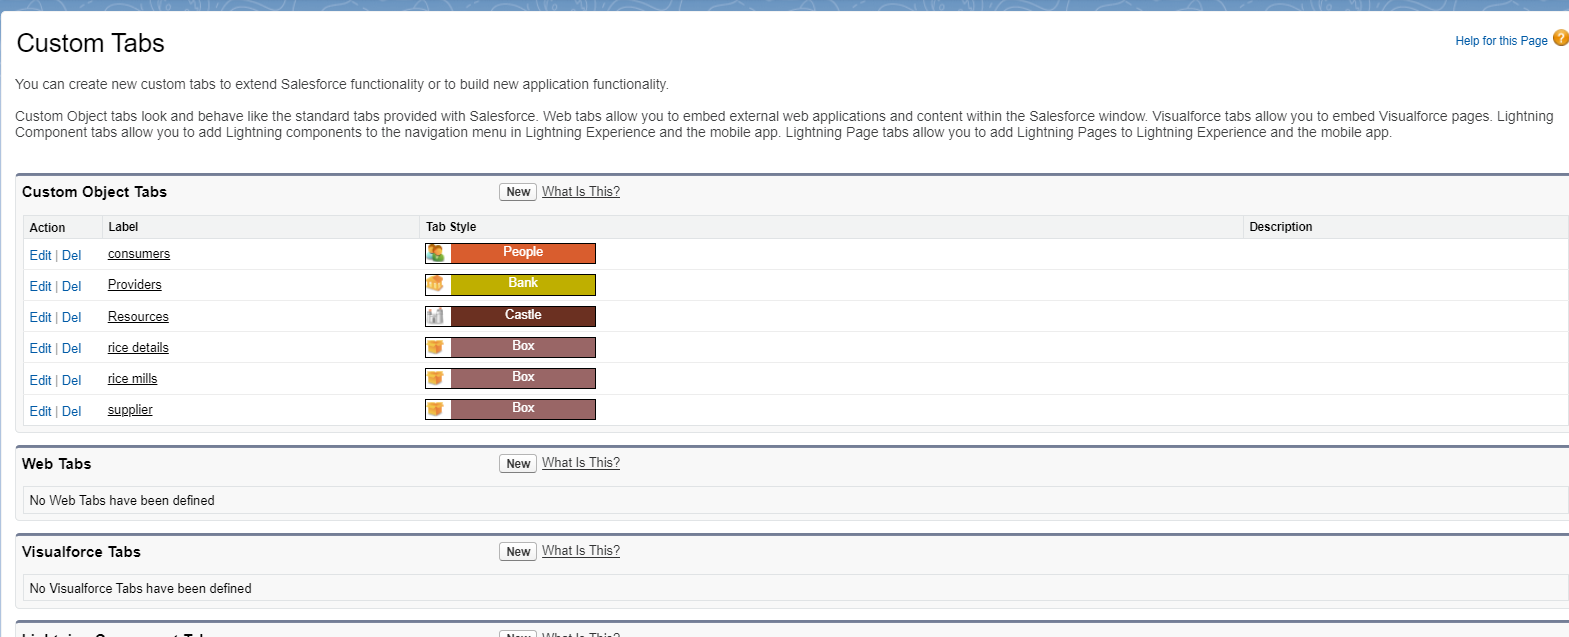 Custom Tabs
Help for this Page ?
You can create new custom tabs to extend Salesforce functionality or to build new application functionality.
Custom Object tabs look and behave like the standard tabs provided with Salesforce. Web tabs allow you to embed external web applications and content within the Salesforce window. Visualforce tabs allow you to embed Visualforce pages. Lightning
Component tabs allow you to add Lightning components to the navigation menu in Lightning Experience and the mobile app. Lightning Page tabs allow you to add Lightning Pages to Lightning Experience and the mobile app.
Custom Object Tabs New What Is This?
Action Label Tab Style Description
Edit | Del consumers People
Edit | Del Providers Bank
Edit | Del Resources Castle
Edit | Del rice details Box
Edit | Del rice mills Box
Edit | Del supplier Box
Web Tabs New What Is This?
No Web Tabs have been defined
Visualforce Tabs New What Is This?
No Visualforce Tabs have been defined
Lightning Component Tabs New What Is This?